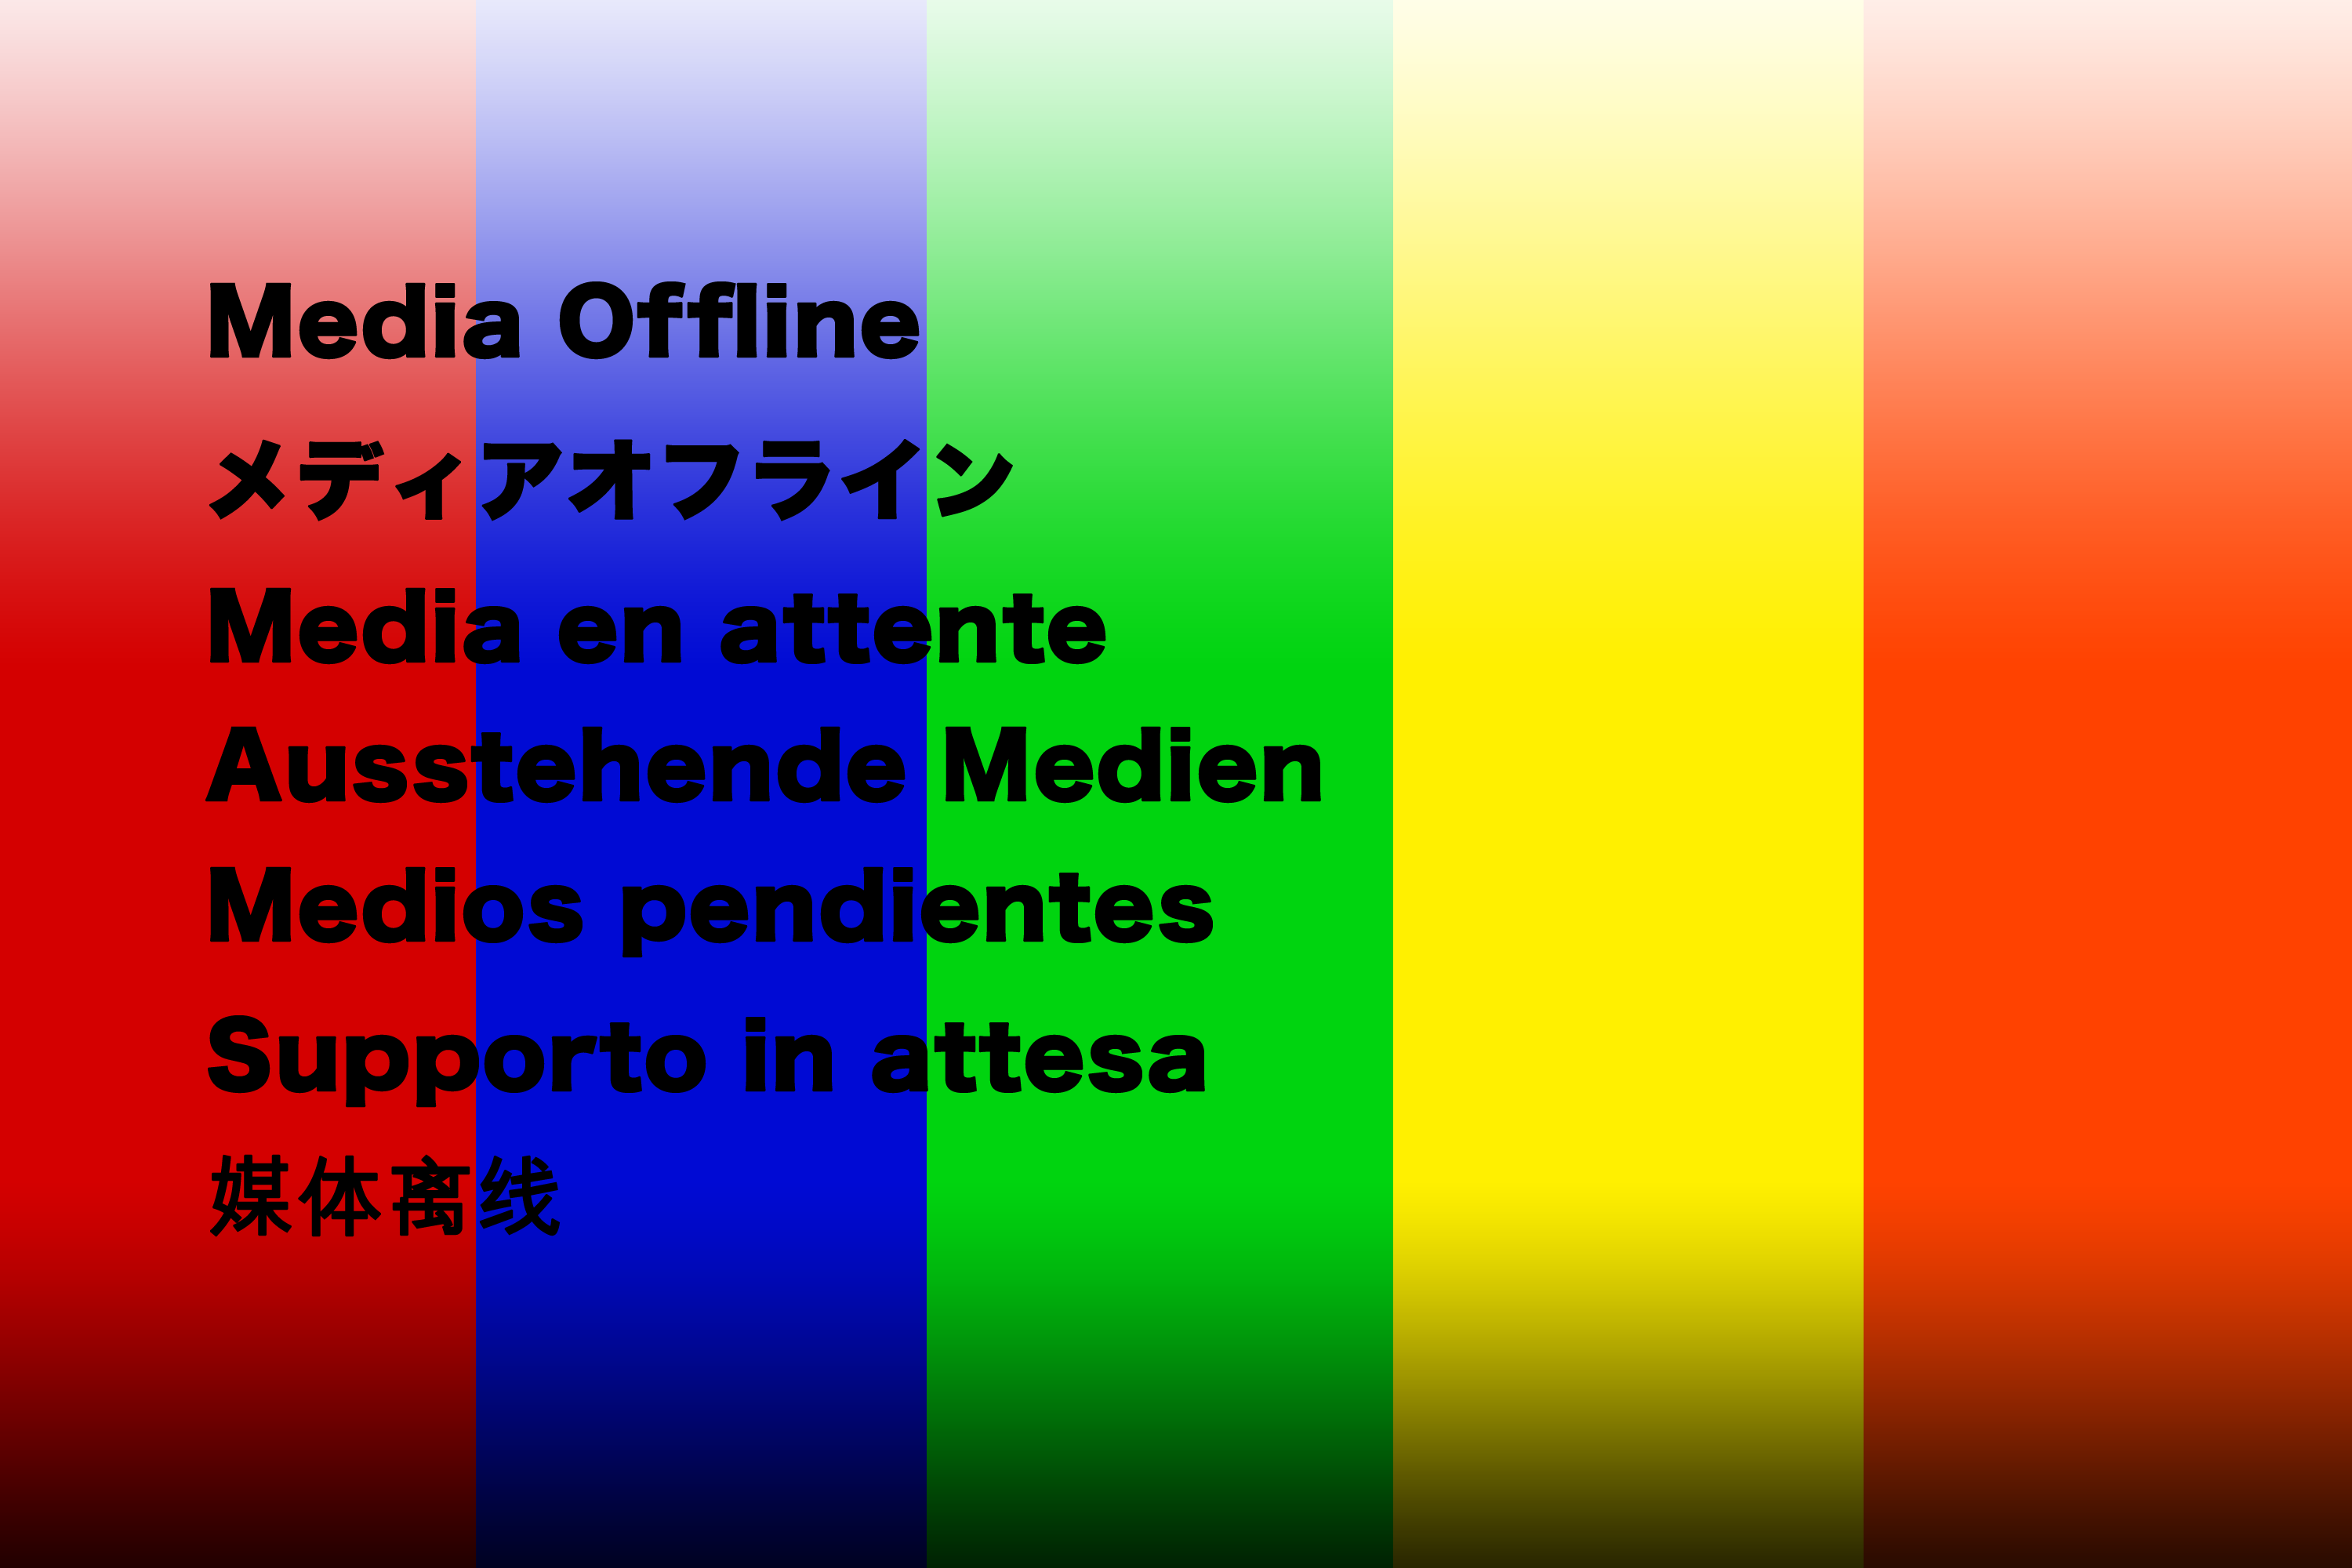 Media Offline
メディアオフライン
Media en attente
Ausstehende Medien
Medios pendientes
Supporto in attesa
媒体离线